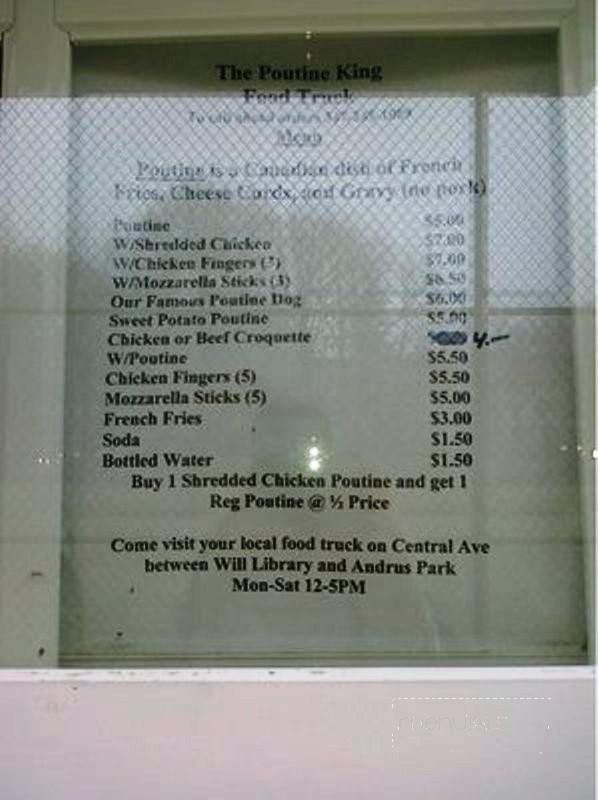 The Poutine King
Food Truck
Menu
Poutine is a Canadian dish of French
Fries, Cheese Curds, and Gravy (no pork)
Poutine $5.00
W/Shredded Chicken $7.00
W/Chicken Fingers (3) $7.00
W/Mozzarella Sticks (3) $6.50
Our Famous Poutine Dog $6.00
Sweet Potato Poutine $5.00
Chicken or Beef Croquette 4.—
W/Poutine $5.50
Chicken Fingers (5) $5.50
Mozzarella Sticks (5) $5.00
French Fries $3.00
Soda $1.50
Bottled Water $1.50
Buy 1 Shredded Chicken Poutine and get 1
Reg Poutine @ ½ Price
Come visit your local food truck on Central Ave
between Will Library and Andrus Park
Mon-Sat 12-5PM